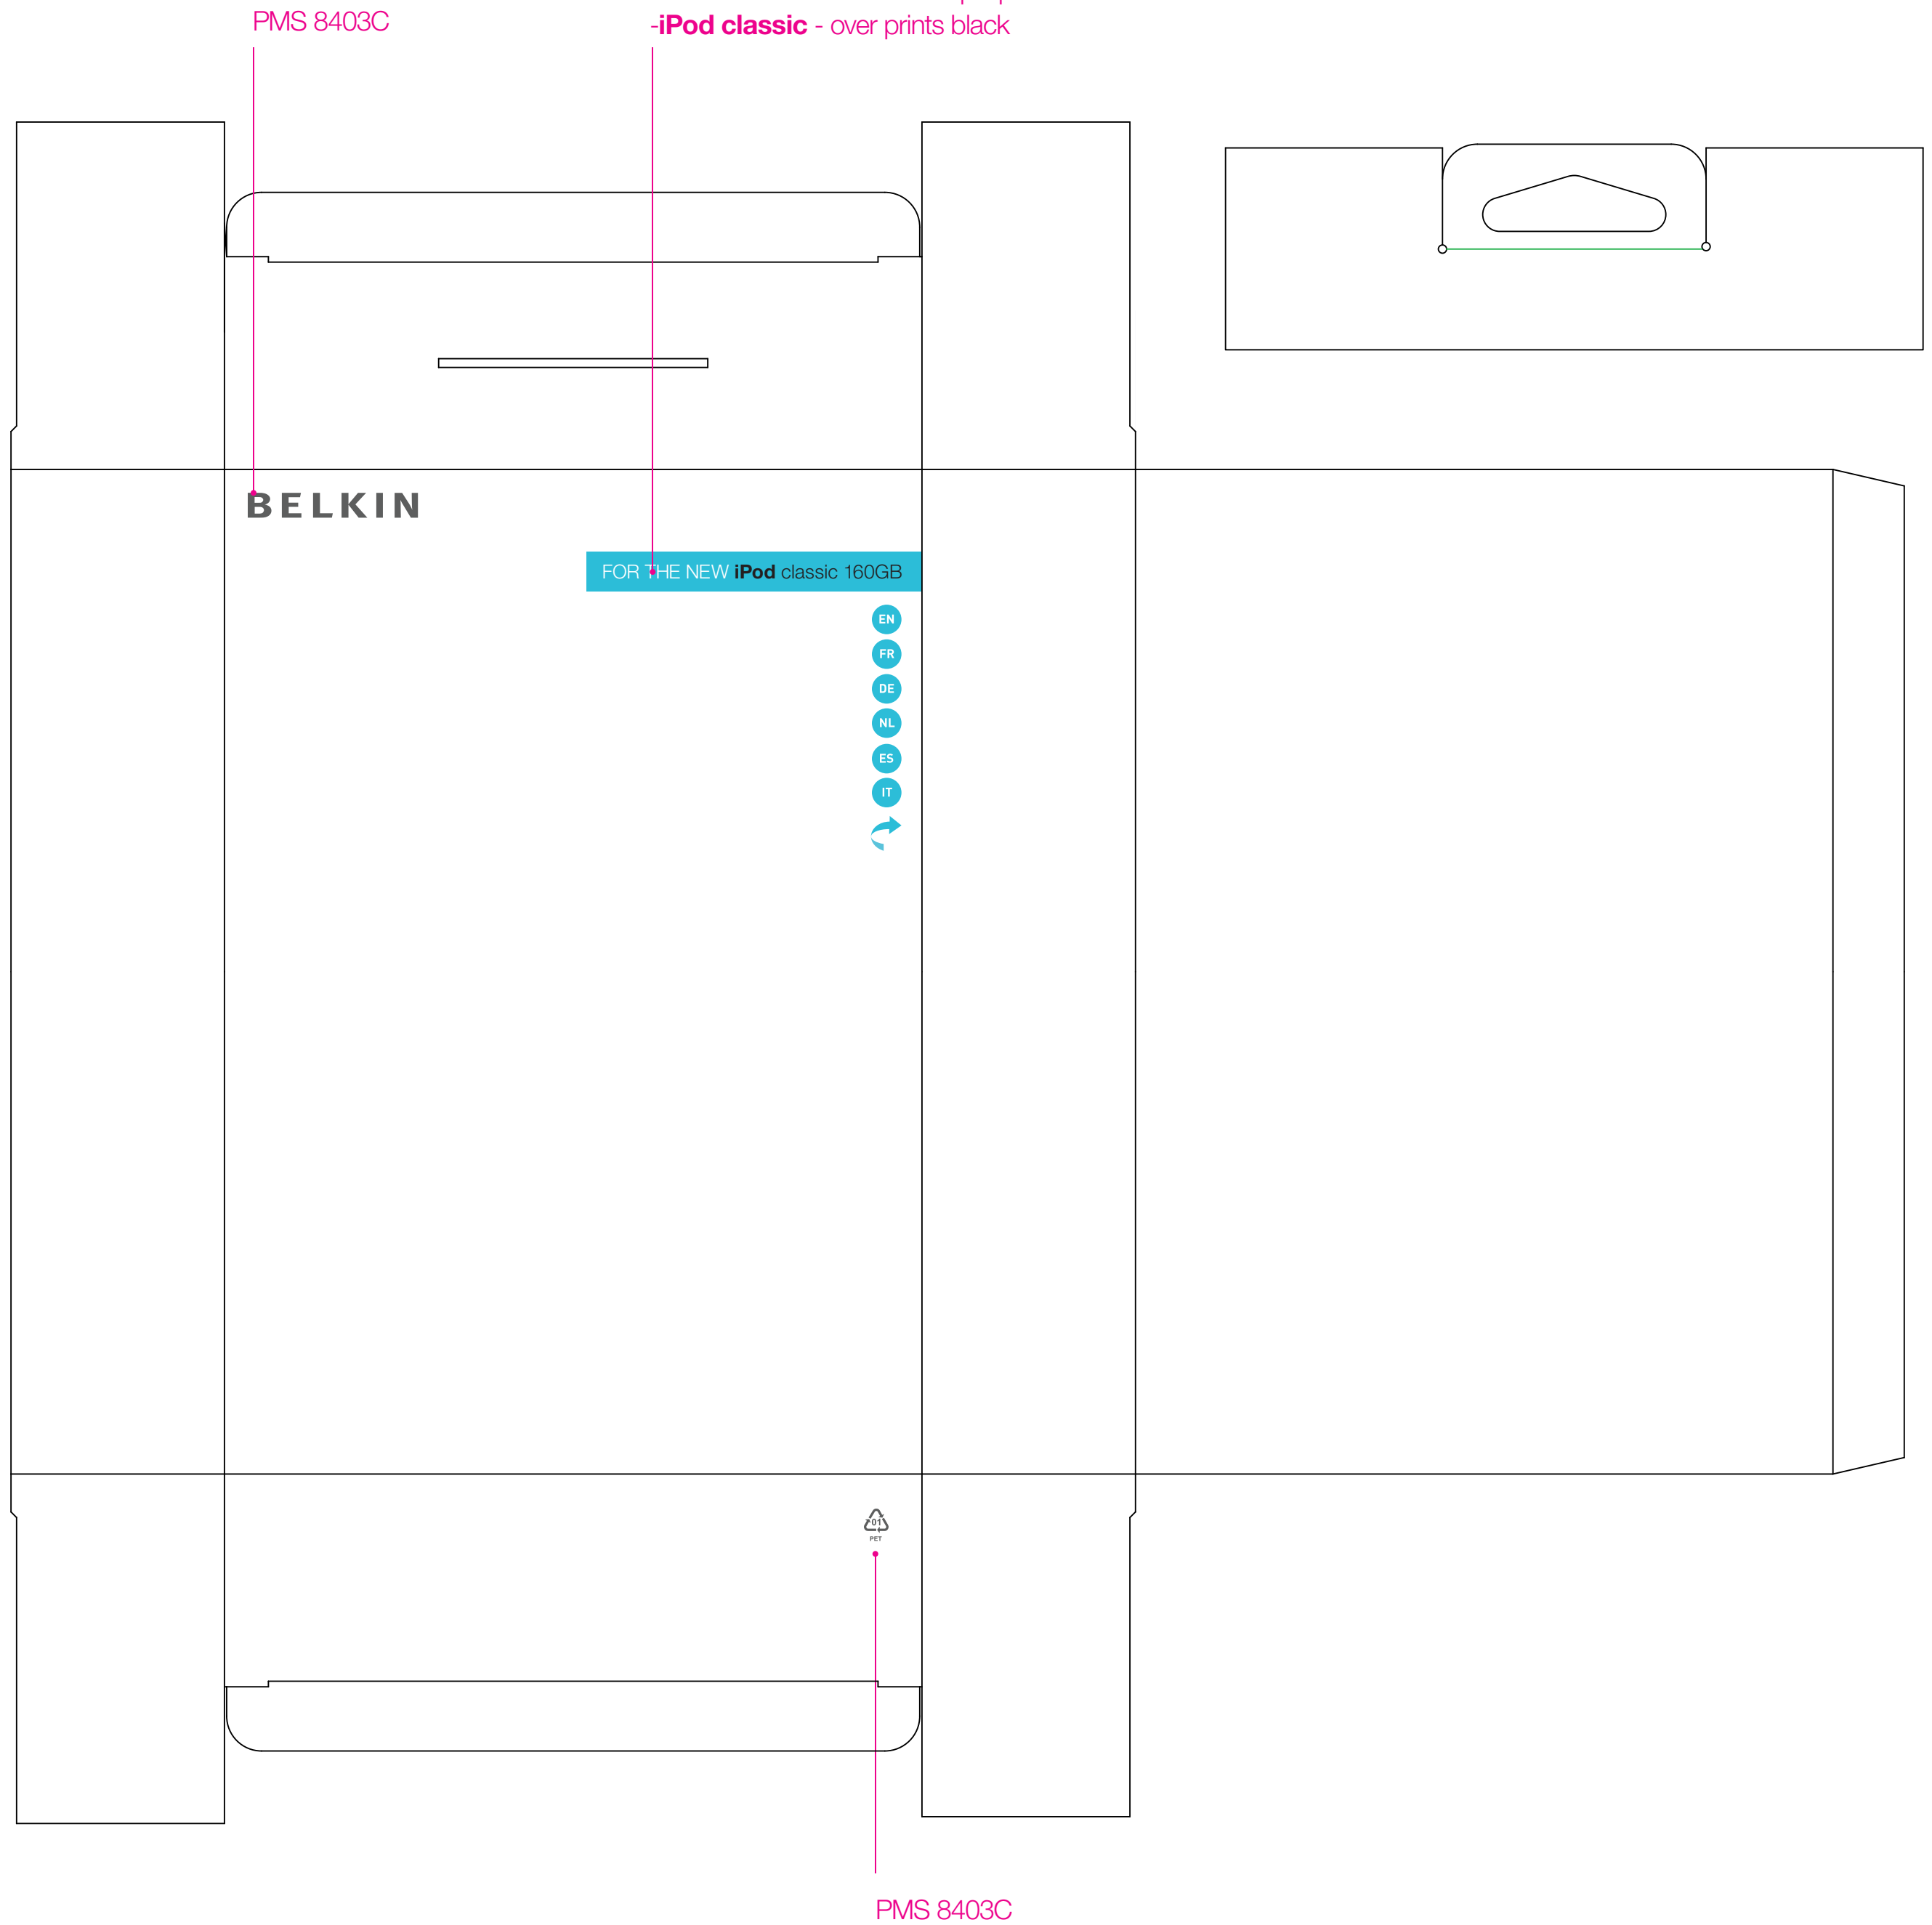 PMS 8403C
-iPod classic - over prints black
BELKIN
FOR THE NEW iPod classic 160GB
EN
FR
DE
NL
ES
IT
01
PET
PMS 8403C